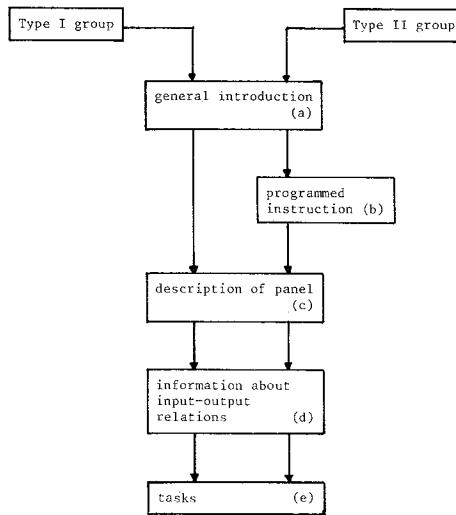 Type I group
Type II group
general introduction
(a)
programmed
instruction (b)
description of panel
(c)
information about
input-output
relations (d)
tasks (e)